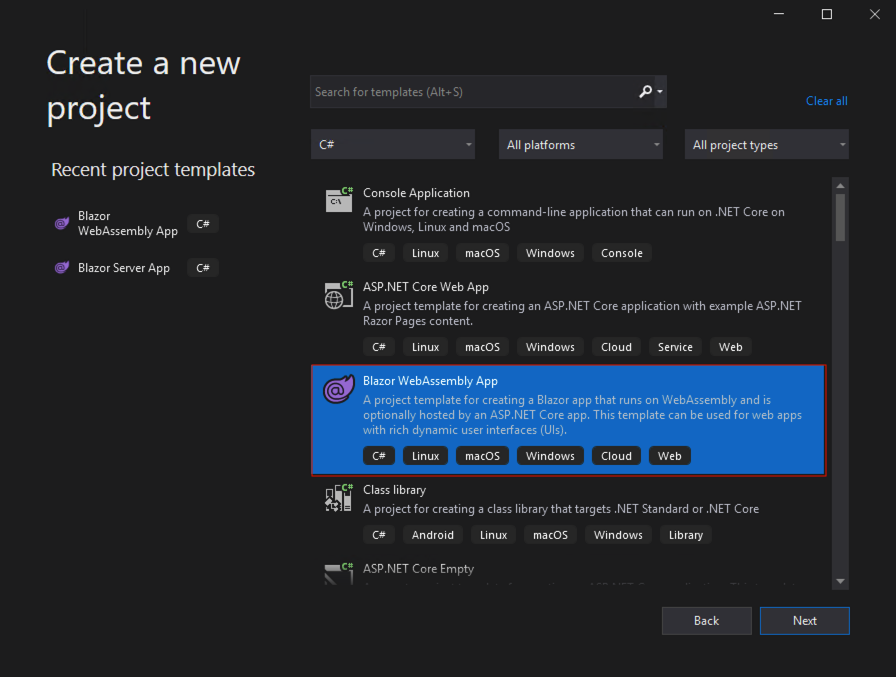 Create a new
project
Search for templates (Alt+S)
Clear all
C#
All platforms
All project types
Recent project templates
Blazor
WebAssembly App
C#
Blazor Server App
C#
Console Application
A project for creating a command-line application that can run on .NET Core on
Windows, Linux and macOS
C# Linux macOS Windows Console
ASP.NET Core Web App
A project template for creating an ASP.NET Core application with example ASP.NET
Razor Pages content.
C# Linux macOS Windows Cloud Service Web
Blazor WebAssembly App
A project template for creating a Blazor app that runs on WebAssembly and is
optionally hosted by an ASP.NET Core app. This template can be used for web apps
with rich dynamic user interfaces (UIs).
C# Linux macOS Windows Cloud Web
Class library
A project for creating a class library that targets .NET Standard or .NET Core
C# Android Linux macOS Windows Library
ASP.NET Core Empty
Back
Next